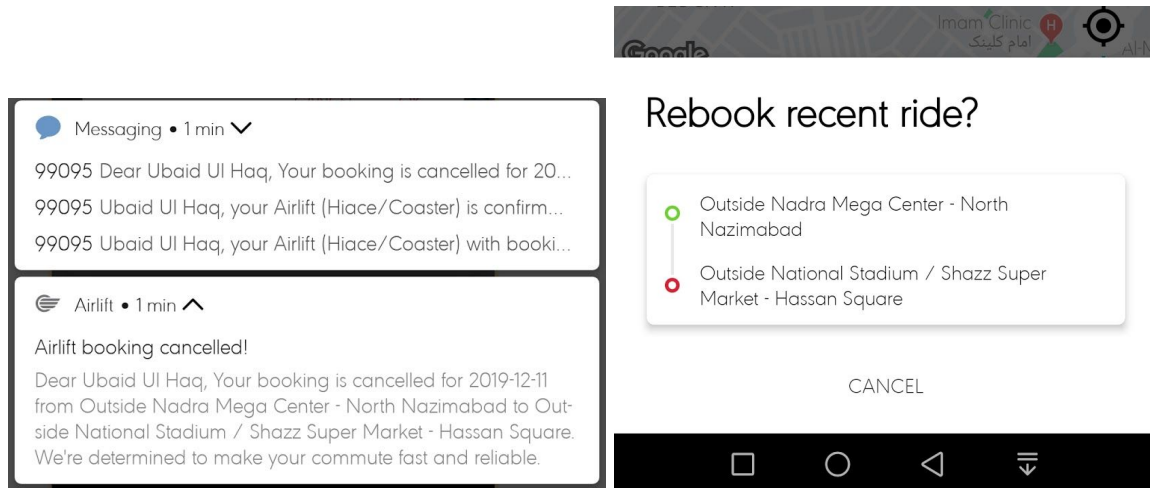 Messaging • 1 min
99095 Dear Ubaid Ul Haq, Your booking is cancelled for 20...
99095 Ubaid Ul Haq, your Airlift (Hiace/Coaster) is confirm...
99095 Ubaid Ul Haq, your Airlift (Hiace/Coaster) with booki...
Airlift • 1 min
Airlift booking cancelled!
Dear Ubaid Ul Haq, Your booking is cancelled for 2019-12-11
from Outside Nadra Mega Center - North Nazimabad to Out-
side National Stadium / Shazz Super Market - Hassan Square.
We're determined to make your commute fast and reliable.
Imam Clinic
H
امام کلینک
Google
Rebook recent ride?
Outside Nadra Mega Center - North
Nazimabad
Outside National Stadium / Shazz Super
Market - Hassan Square
CANCEL